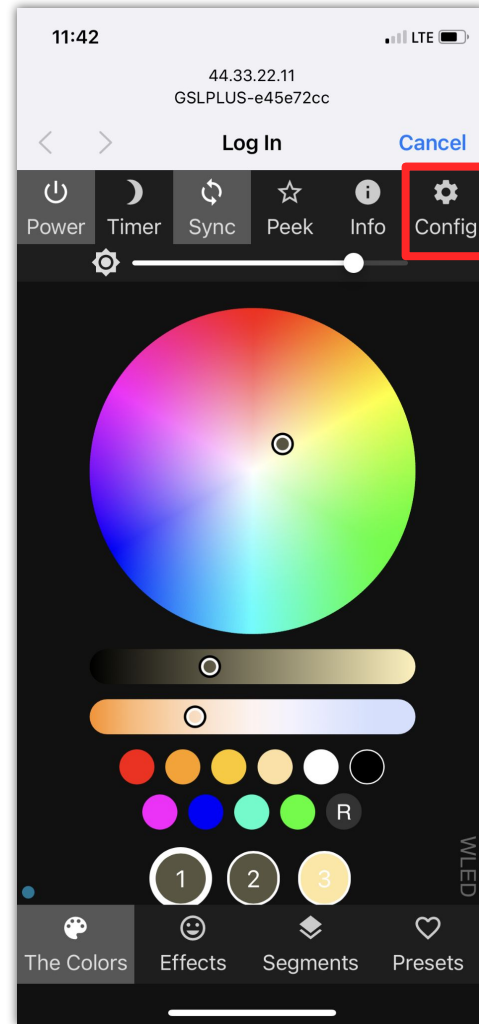 11:42 LTE
44.33.22.11
GSLPLUS-e45e72cc
Log In Cancel
Power Timer Sync Peek Info Config
R
1 2 3
WLED
The Colors Effects Segments Presets